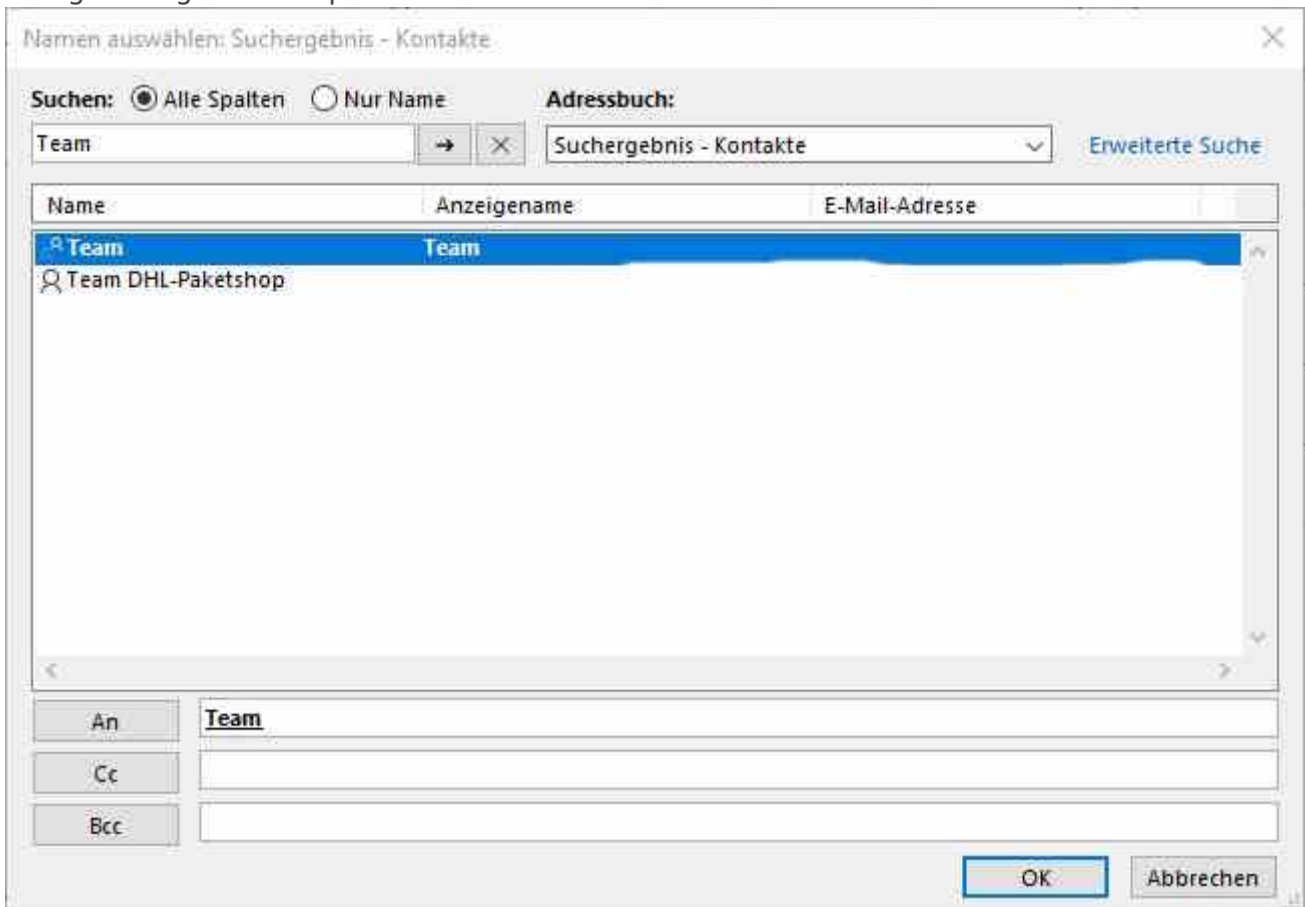 Namen auswählen: Suchergebnis - Kontakte
Suchen: Alle Spalten Nur Name Adressbuch:
Team Suchergebnis - Kontakte Erweiterte Suche
Name Anzeigename E-Mail-Adresse
Team Team
Team DHL-Paketshop
An Team
Cc
Bcc
OK Abbrechen